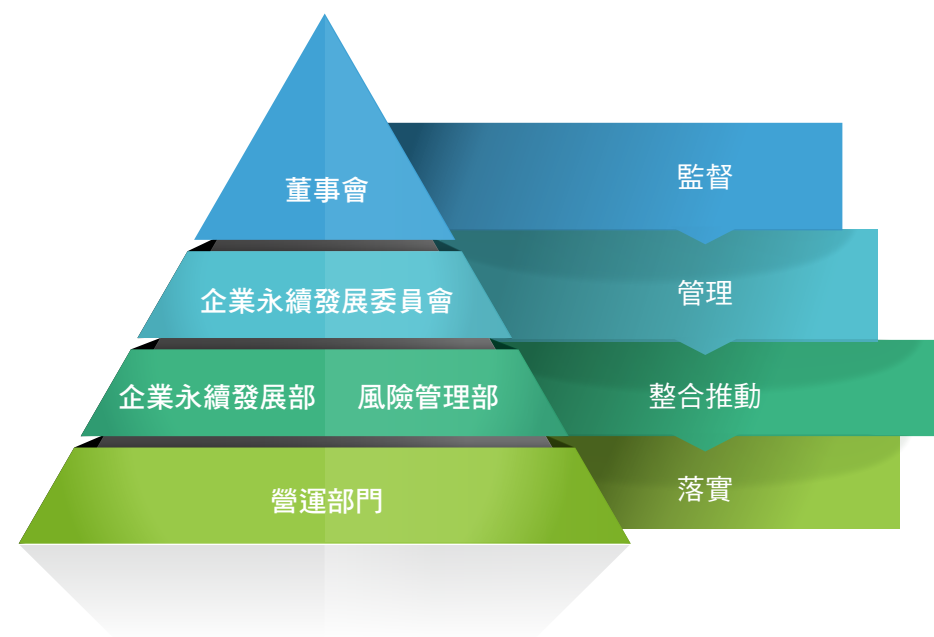 董事會
監督
企業永續發展委員會
管理
企業永續發展部 風險管理部
整合推動
營運部門
落實